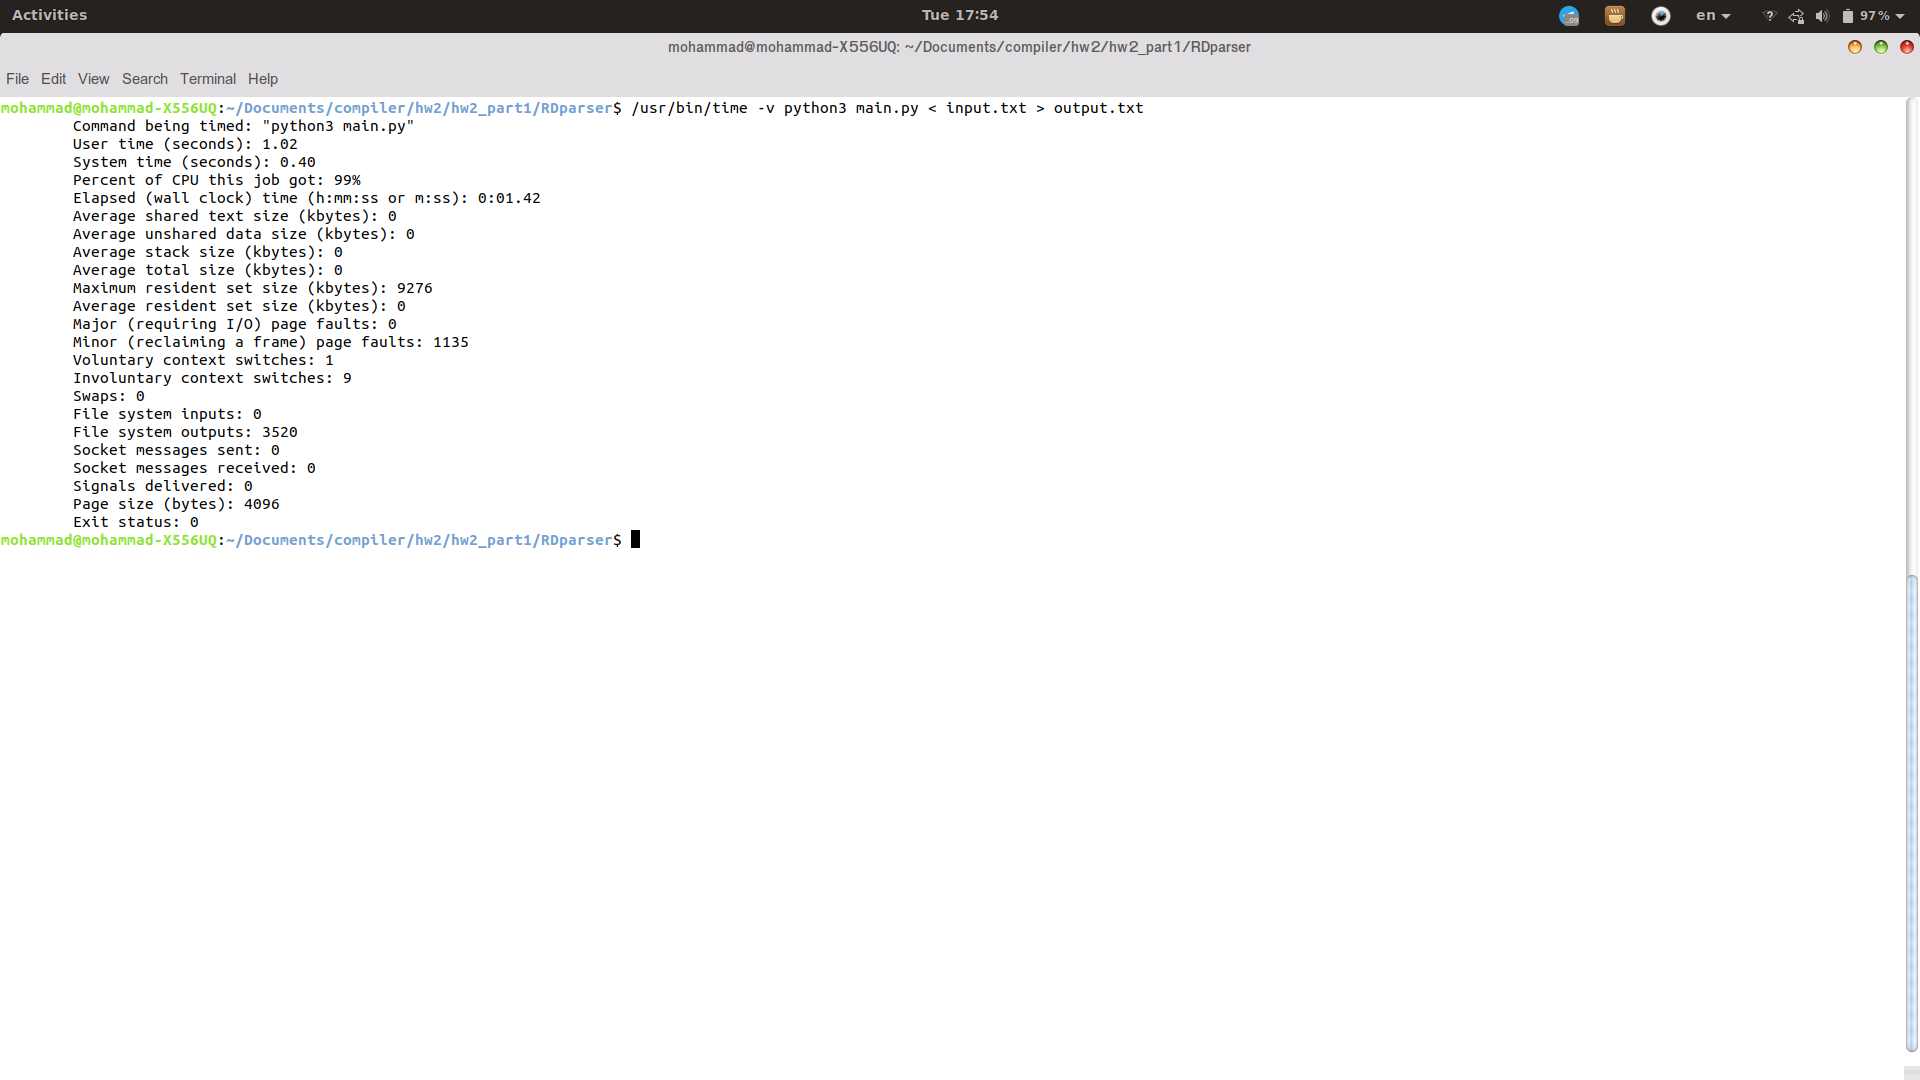 Activities
Tue 17:54
en
97%
mohammad@mohammad-X556UQ: ~/Documents/compiler/hw2/hw2_part1/RDparser
File Edit View Search Terminal Help
mohammad@mohammad-X556UQ:~/Documents/compiler/hw2/hw2_part1/RDparser$ /usr/bin/time -v python3 main.py < input.txt > output.txt
Command being timed: "python3 main.py"
User time (seconds): 1.02
System time (seconds): 0.40
Percent of CPU this job got: 99%
Elapsed (wall clock) time (h:mm:ss or m:ss): 0:01.42
Average shared text size (kbytes): 0
Average unshared data size (kbytes): 0
Average stack size (kbytes): 0
Average total size (kbytes): 0
Maximum resident set size (kbytes): 9276
Average resident set size (kbytes): 0
Major (requiring I/O) page faults: 0
Minor (reclaiming a frame) page faults: 1135
Voluntary context switches: 1
Involuntary context switches: 9
Swaps: 0
File system inputs: 0
File system outputs: 3520
Socket messages sent: 0
Socket messages received: 0
Signals delivered: 0
Page size (bytes): 4096
Exit status: 0
mohammad@mohammad-X556UQ:~/Documents/compiler/hw2/hw2_part1/RDparser$